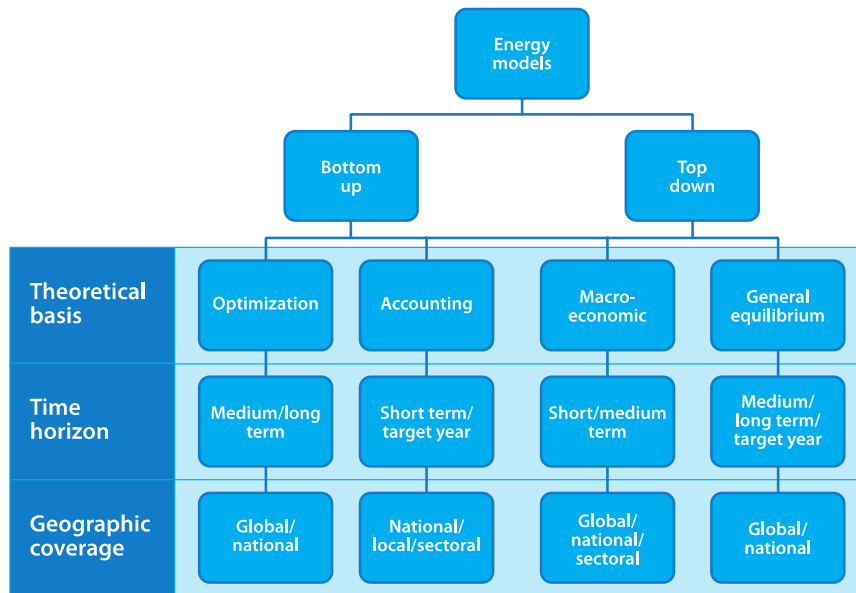 Energy
models
Bottom
up
Top
down
Theoretical
basis
Optimization
Accounting
Macro-
economic
General
equilibrium
Time
horizon
Medium/long
term
Short term/
target year
Short/medium
term
Medium/
long term/
target year
Geographic
coverage
Global/
national
National/
local/sectoral
Global/
national/
sectoral
Global/
national